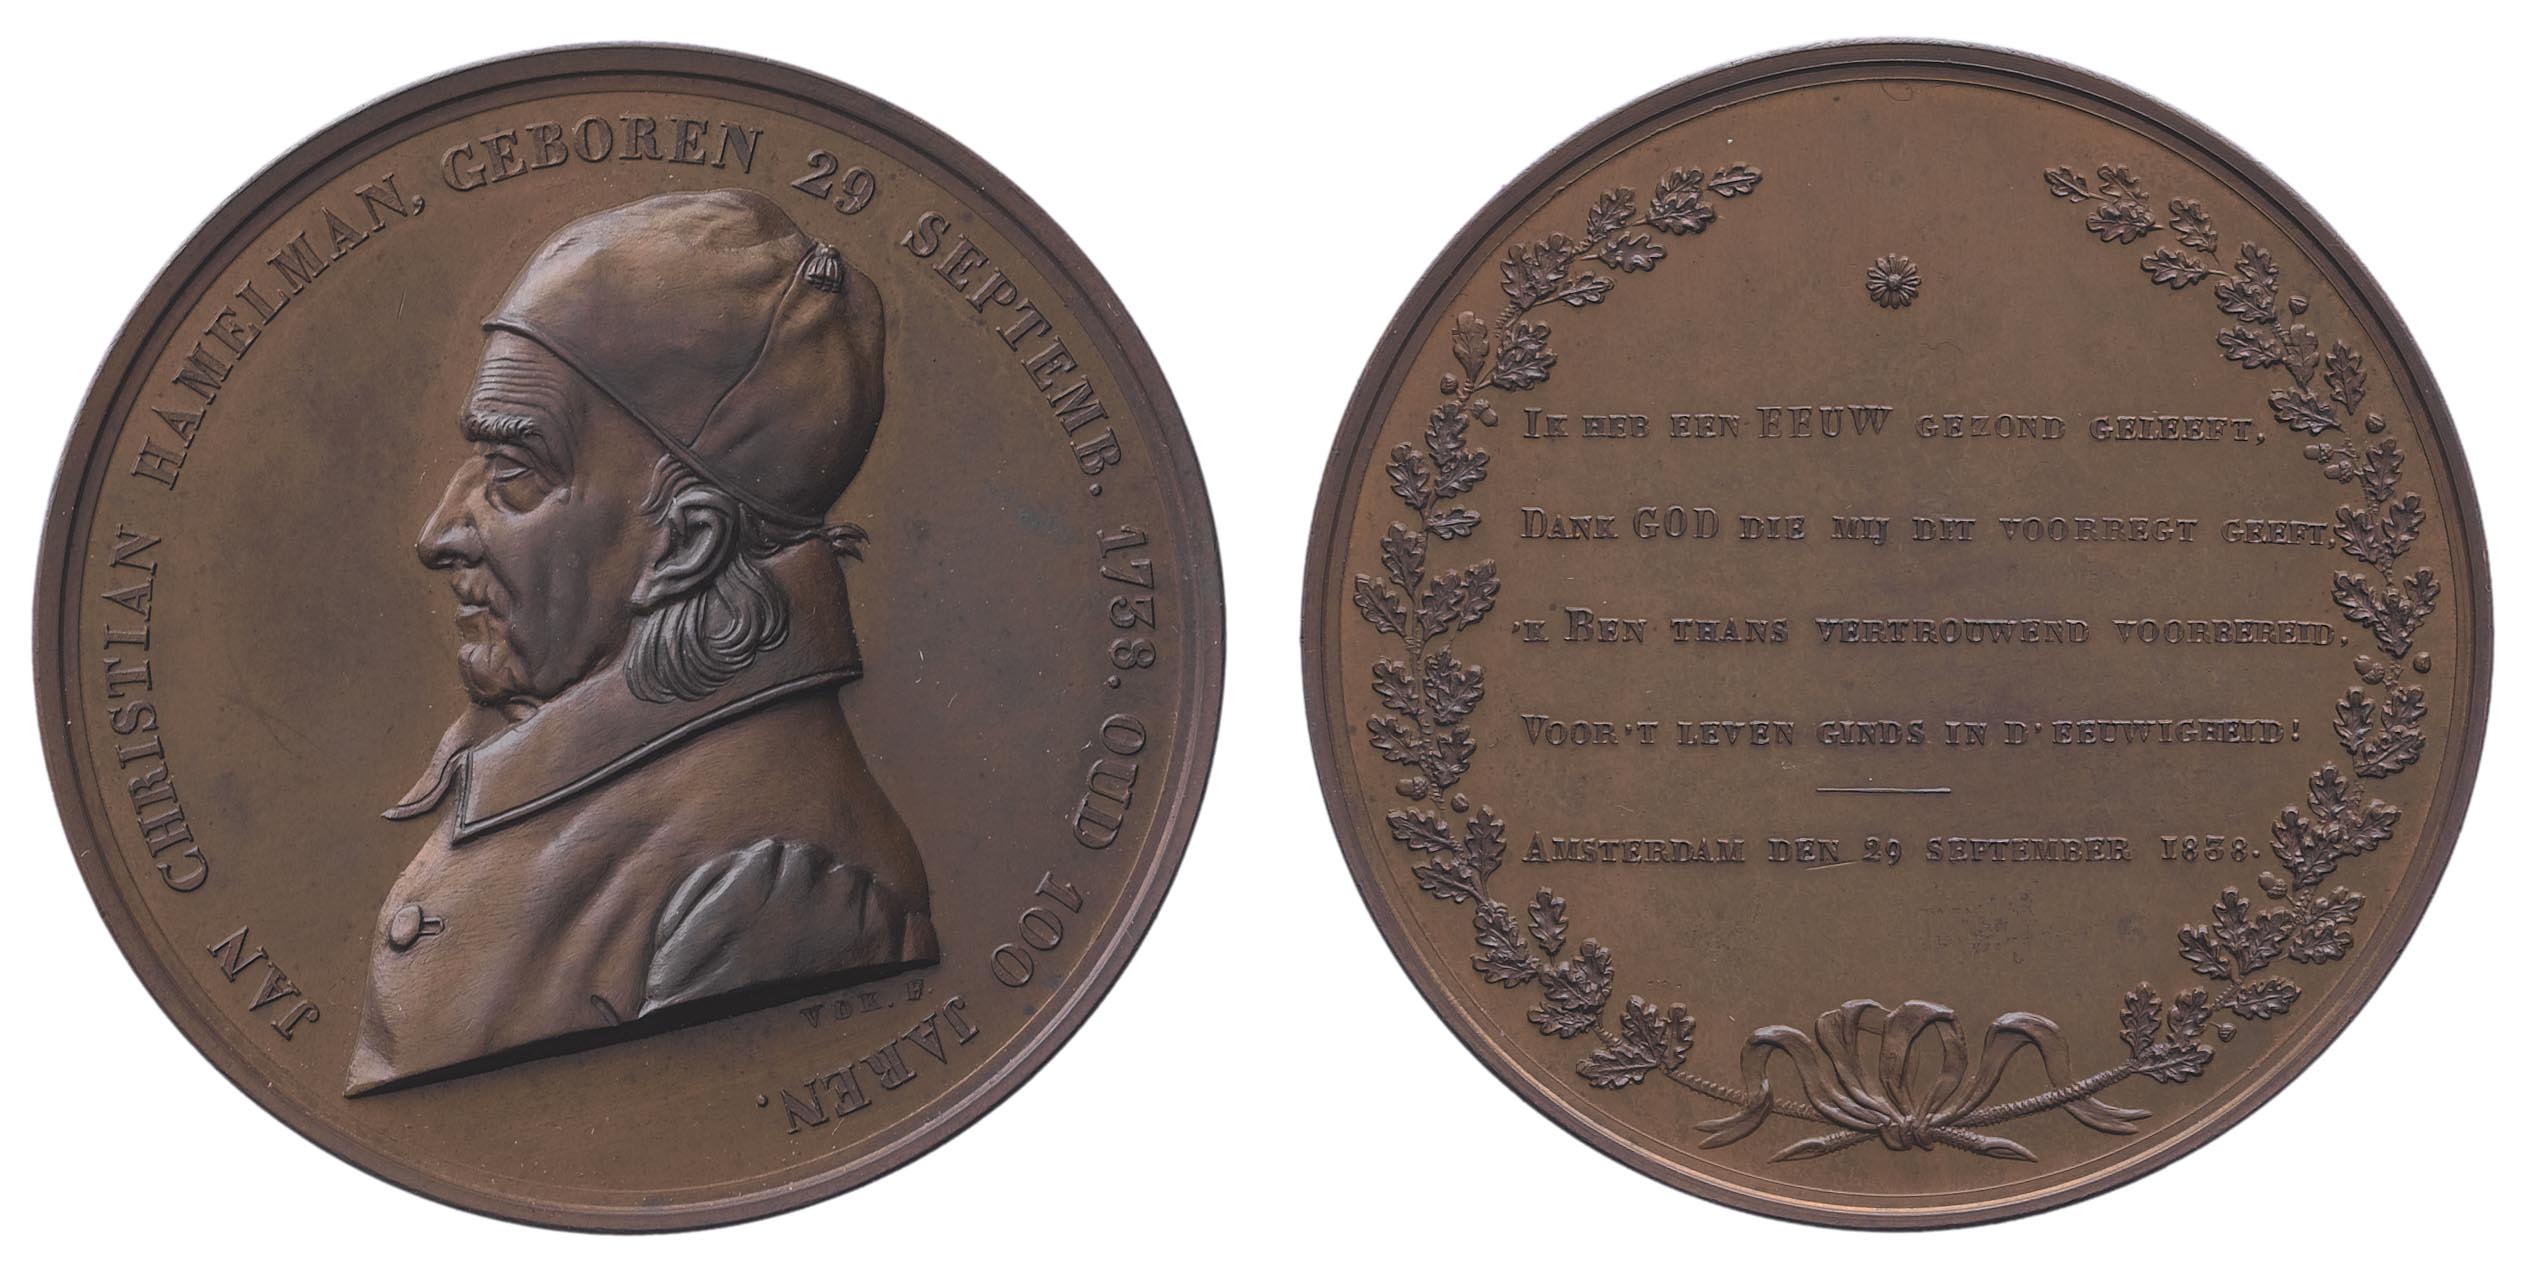 JAN CHRISTIAN HAMELMAN, GEBOREN 29 SEPTEMB. 1738. OUD 100 JAREN.
VDK. F.
IK HEB EEN EEUW GEZOND GELEEFT,
DANK GOD DIE MIJ DIT VOORREGT GEEFT,
'K BEN THANS VERTROUWEND VOORBEREID,
VOOR'T LEVEN GINDS IN D'EEUWIGHEID!
AMSTERDAM DEN 29 SEPTEMBER 1838.